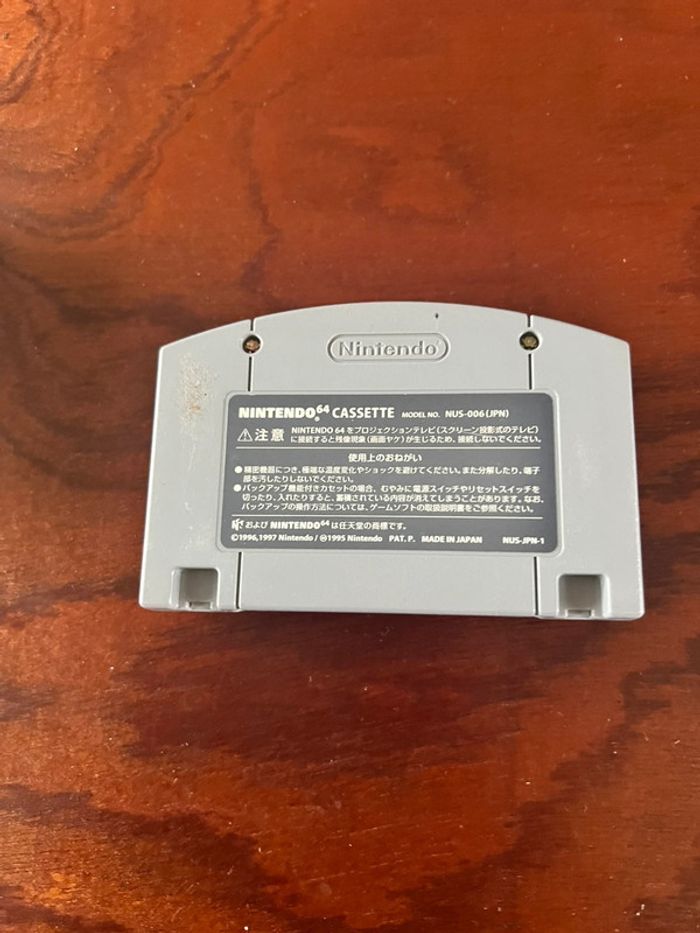 Nintendo
NINTENDO64 CASSETTE MODEL NO. NUS-006(JPN)
⚠注意 NINTENDO 64 をプロジェクションテレビ(スクリーン投影式のテレビ)
に接続すると残像現象(画面ヤケ)が生じるため、接続しないでください。
使用上のおねがい
●精密機器につき、極端な温度変化やショックを避けてください。また分解したり、端子
部を汚したりしないでください。
●バックアップ機能付きカセットの場合、むやみに電源スイッチやリセットスイッチを
切ったり、入れたりすると、蓄積されている内容が消えてしまうことがあります。なお、
バックアップの操作方法については、ゲームソフトの取扱説明書をご参照ください。
および NINTENDO64 は任天堂の商標です。
©1996,1997 Nintendo/Ⓜ1995 Nintendo PAT. P. MADE IN JAPAN NUS-JPN-1